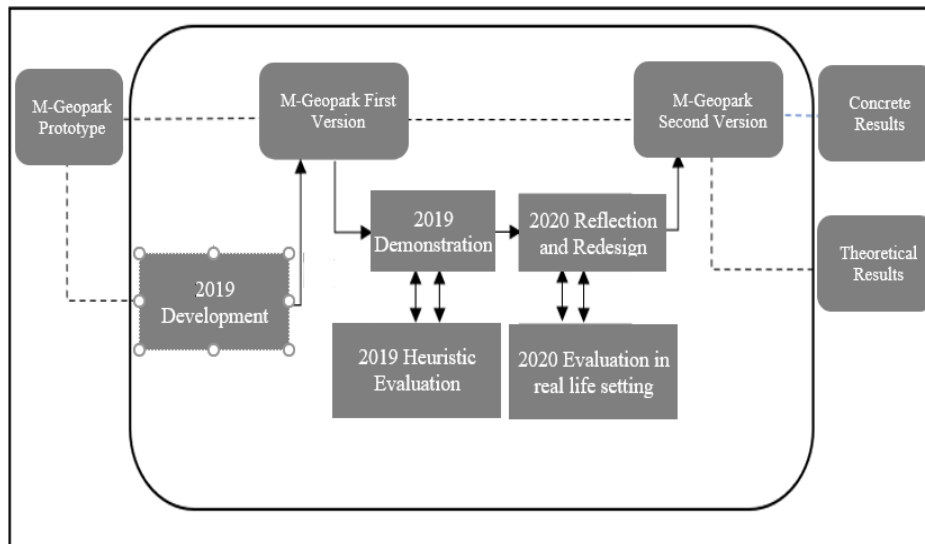 M-Geopark
Prototype
M-Geopark First
Version
M-Geopark
Second Version
Concrete
Results
2019
Demonstration
2020 Reflection
and Redesign
Theoretical
Results
2019
Development
2019 Heuristic
Evaluation
2020 Evaluation in
real life setting